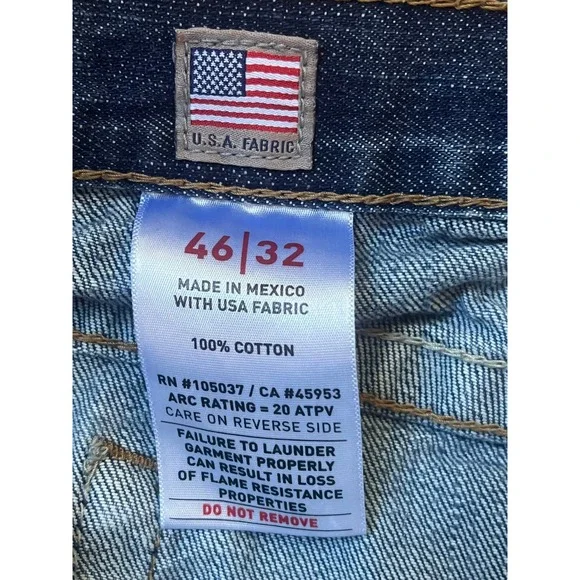 U.S.A. FABRIC
46|32
MADE IN MEXICO
WITH USA FABRIC
100% COTTON
RN #105037 / CA #45953
ARC RATING = 20 ATPV
CARE ON REVERSE SIDE
FAILURE TO LAUNDER
GARMENT PROPERLY
CAN RESULT IN LOSS
OF FLAME RESISTANCE
PROPERTIES
DO NOT REMOVE